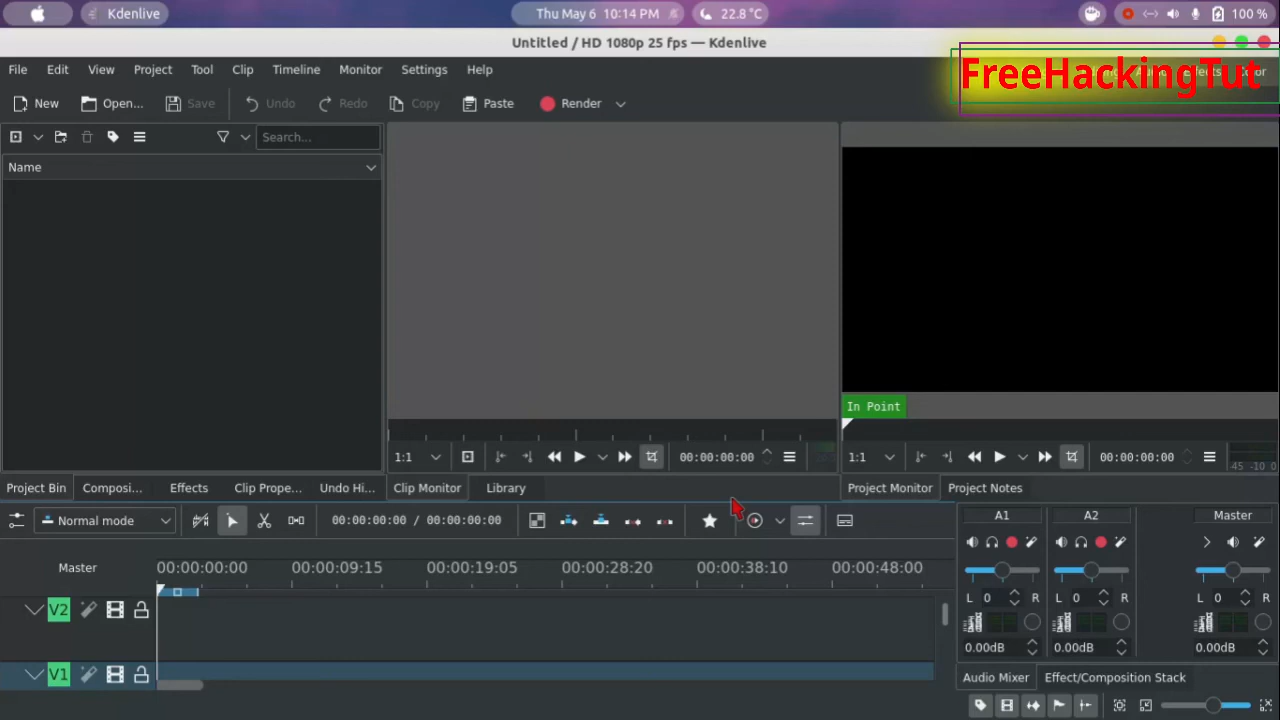 Kdenlive
Thu May 6 10:14 PM
22.8 °C
100 %
Untitled / HD 1080p 25 fps — Kdenlive
File Edit View Project Tool Clip Timeline Monitor Settings Help
FreeHackingTut
New Open... Save Undo Redo Copy Paste Render
Search...
Name
In Point
1:1 00:00:00:00 1:1 00:00:00:00
-45 -10 0
Project Bin Composi... Effects Clip Prope... Undo Hi... Clip Monitor Library Project Monitor Project Notes
Normal mode 00:00:00:00 / 00:00:00:00
A1 A2 Master
Master 00:00:00:00 00:00:09:15 00:00:19:05 00:00:28:20 00:00:38:10 00:00:48:00
L 0 R L 0 R L 0 R
V2
0.00dB 0.00dB 0.00dB
V1
Audio Mixer Effect/Composition Stack